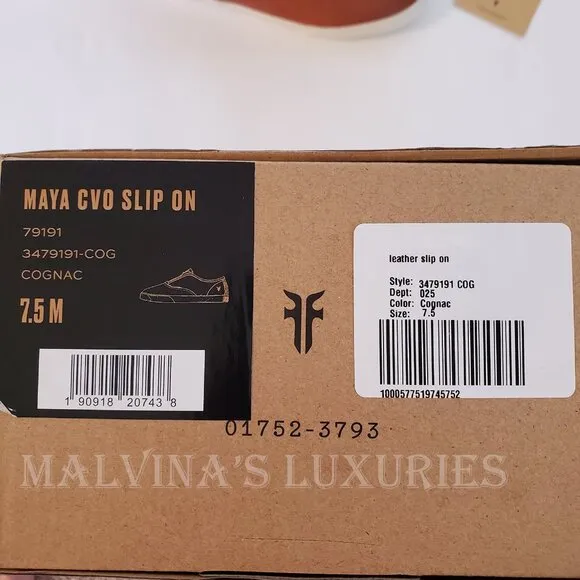 MAYA CVO SLIP ON
79191
3479191-COG
COGNAC
7.5 M
1 90918 20743 8
leather slip on
Style: 3479191 COG
Dept: 025
Color: Cognac
Size: 7.5
1000577519745752
01752-3793
MALVINA'S LUXURIES